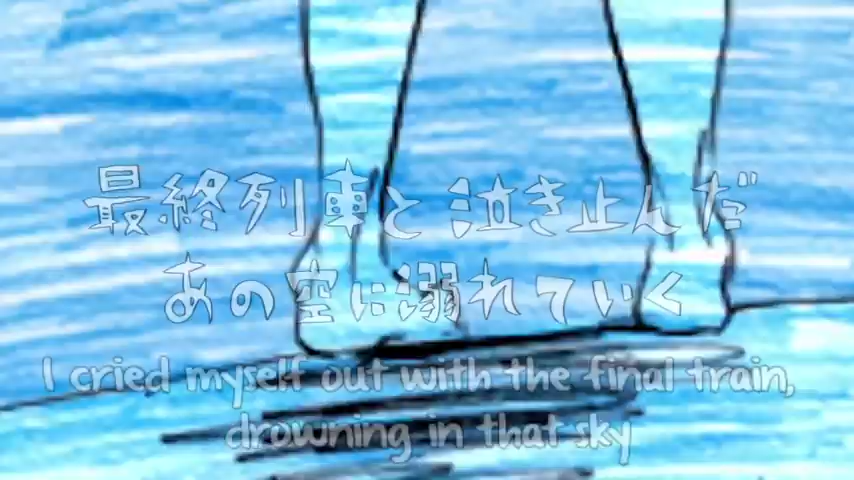 最終列車と泣き止んだ
あの空に溺れていく
I cried myself out with the final train,
drowning in that sky